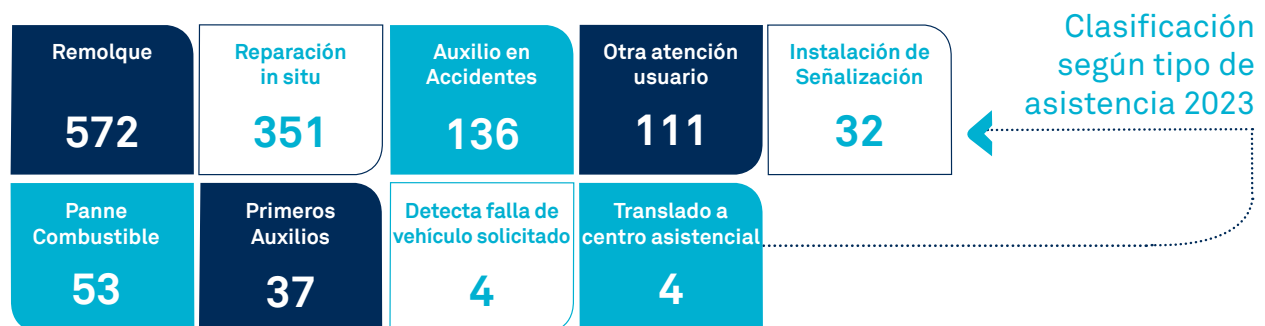 Remolque
572
Reparación
in situ
351
Auxilio en
Accidentes
136
Otra atención
usuario
111
Instalación de
Señalización
32
Clasificación
según tipo de
asistencia 2023
Panne
Combustible
53
Primeros
Auxilios
37
Detecta falla de
vehículo solicitado
4
Translado a
centro asistencial
4